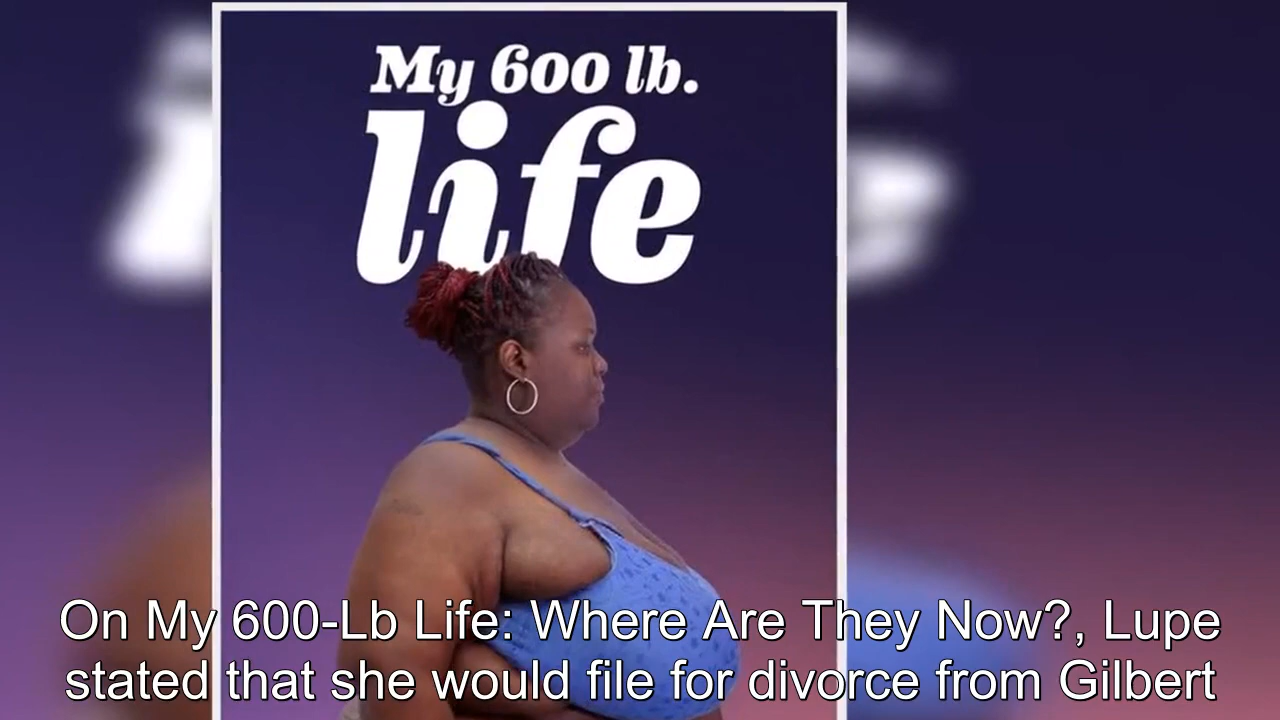 My 600 lb.
life
On My 600-Lb Life: Where Are They Now?, Lupe
stated that she would file for divorce from Gilbert